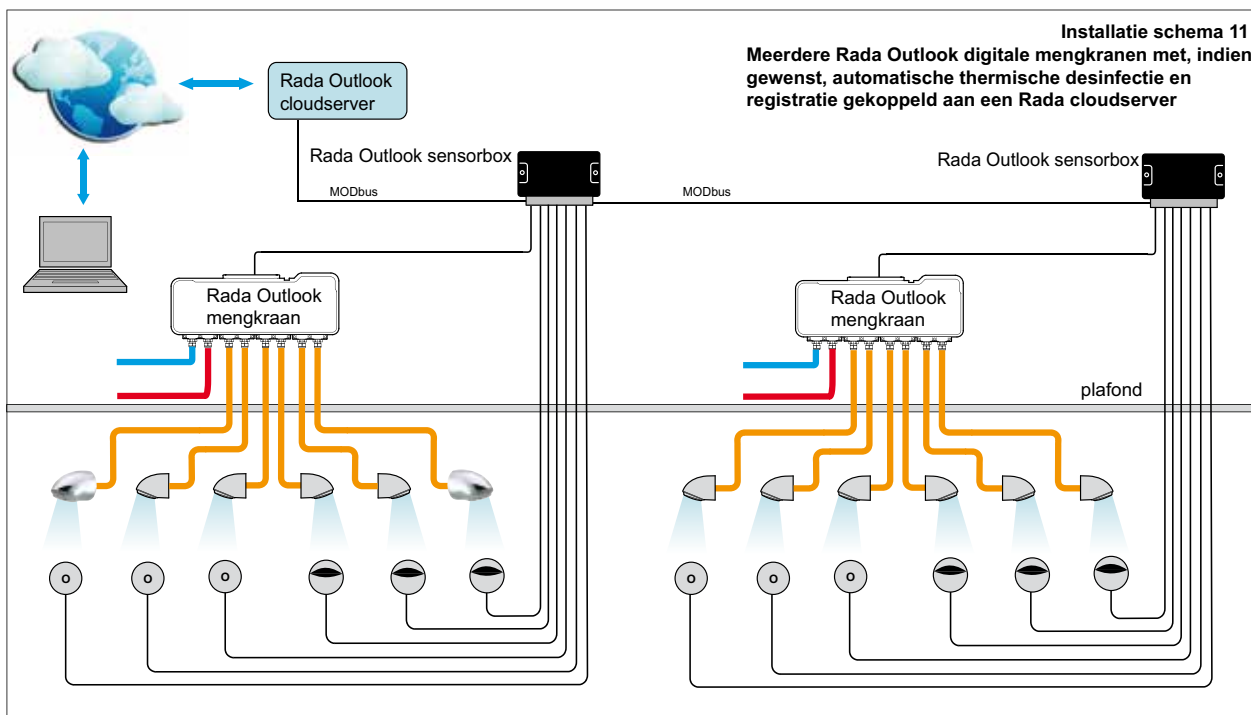 Installatie schema 11
Meerdere Rada Outlook digitale mengkranen met, indien
gewenst, automatische thermische desinfectie en
registratie gekoppeld aan een Rada cloudserver
Rada Outlook
cloudserver
Rada Outlook sensorbox
Rada Outlook sensorbox
MODbus
MODbus
Rada Outlook
mengkraan
Rada Outlook
mengkraan
plafond
O
O
O
O
O
O